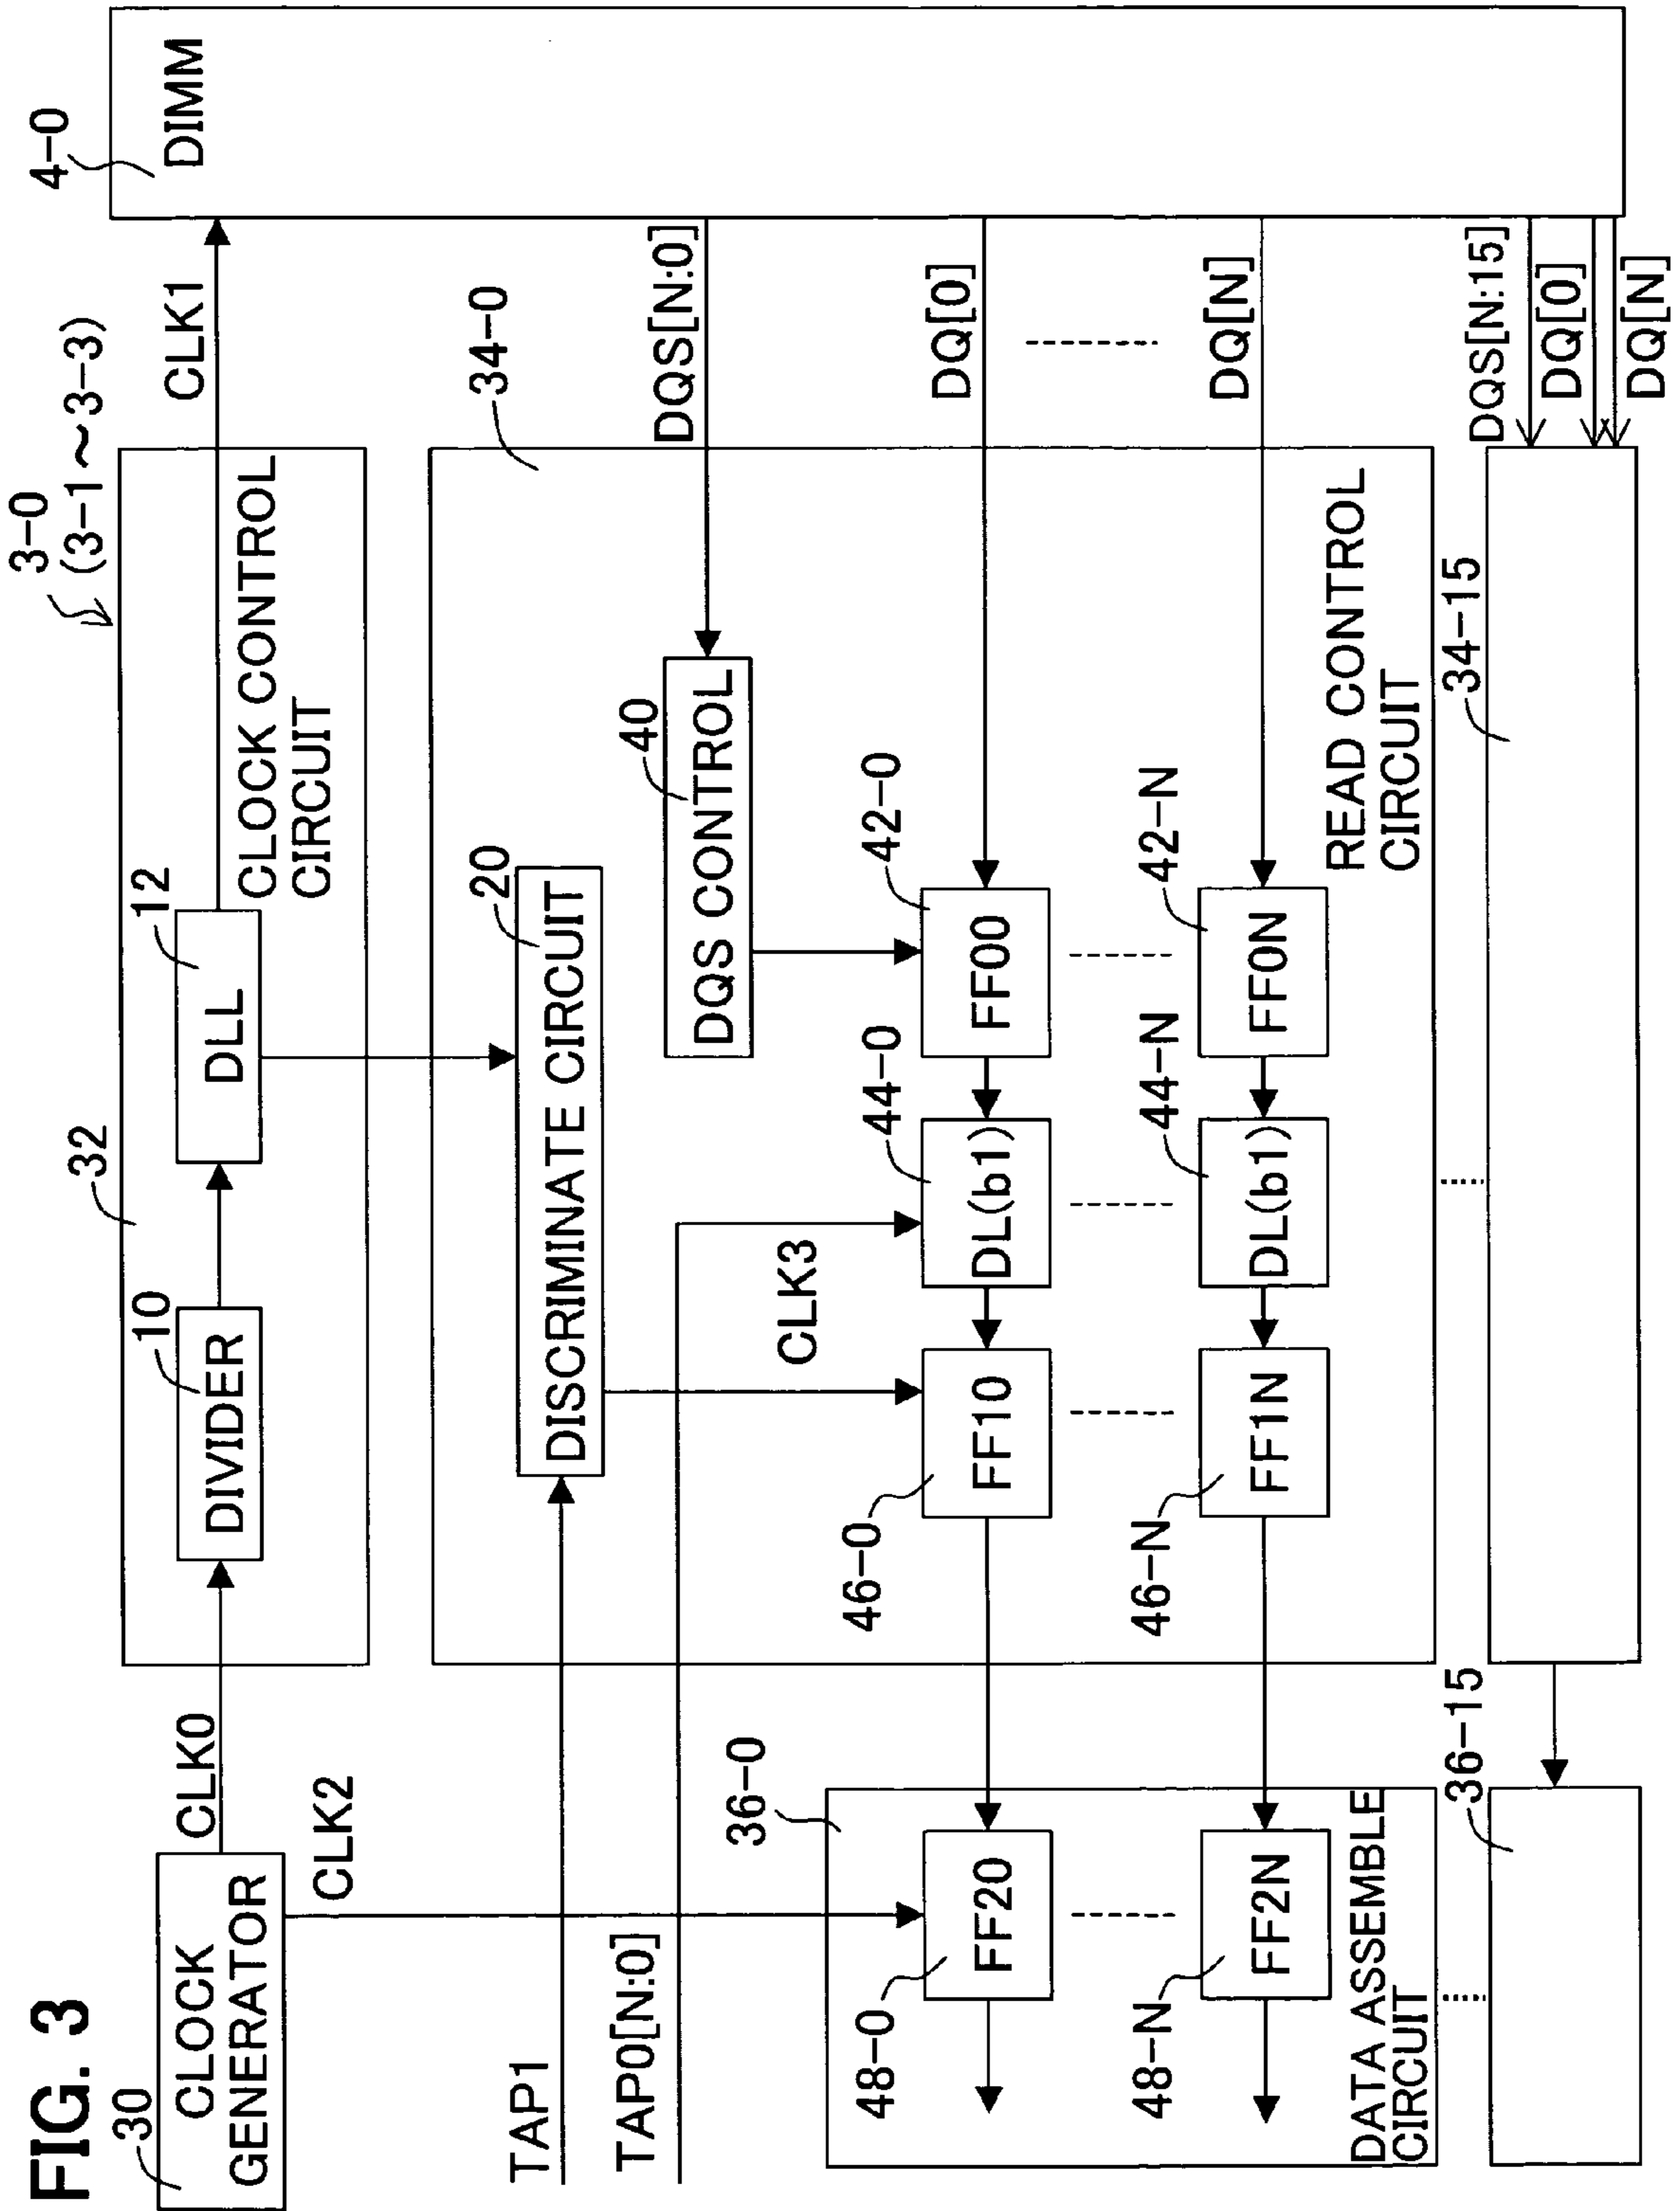 FIG. 3
30
CLOCK
GENERATOR
CLK0
CLK2
32
10
DIVIDER
12
DLL
CLOCK CONTROL
CIRCUIT
3-0
(3-1~3-3)
CLK1
4-0
DIMM
TAP1
TAP0[N:0]
20
DISCRIMINATE CIRCUIT
CLK3
40
DQS CONTROL
34-0
DQS[N:0]
36-0
48-0
FF20
46-0
FF10
44-0
DL(b1)
42-0
FF00
DQ[0]
48-N
FF2N
46-N
FF1N
44-N
DL(b1)
42-N
FF0N
DQ[N]
DATA ASSEMBLE
CIRCUIT
READ CONTROL
CIRCUIT
36-15
34-15
DQS[N:15]
DQ[0]
DQ[N]